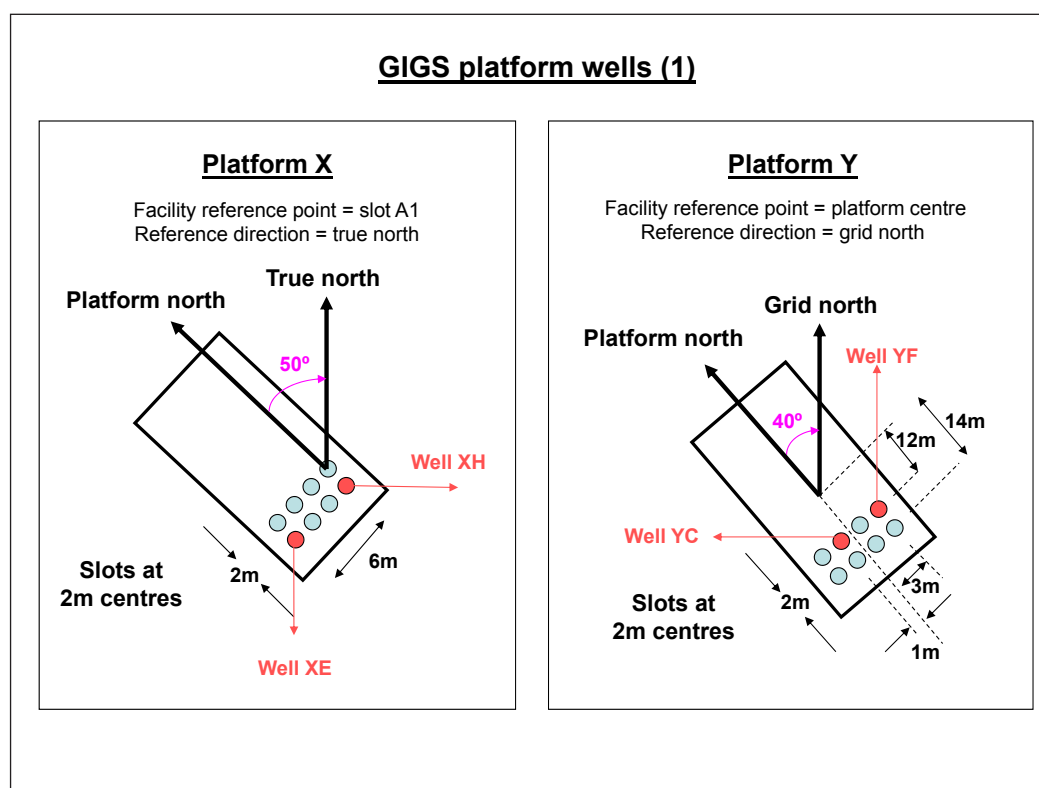 GIGS platform wells (1)
Platform X
Facility reference point = slot A1
Reference direction = true north
True north
Platform north
50º
Well XH
6m
2m
Slots at
2m centres
Well XE
Platform Y
Facility reference point = platform centre
Reference direction = grid north
Grid north
Platform north
Well YF
40º
14m
12m
Well YC
3m
2m
Slots at
2m centres
1m